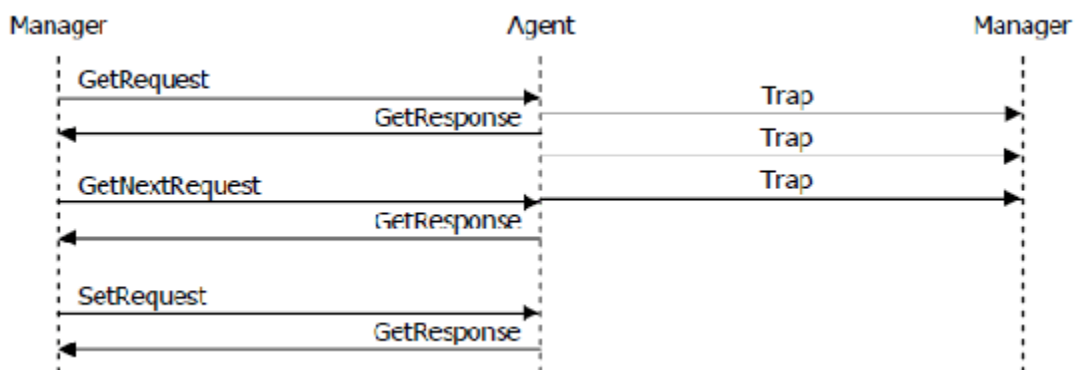 Manager Agent Manager
GetRequest
Trap
GetResponse
Trap
Trap
GetNextRequest
GetResponse
SetRequest
GetResponse